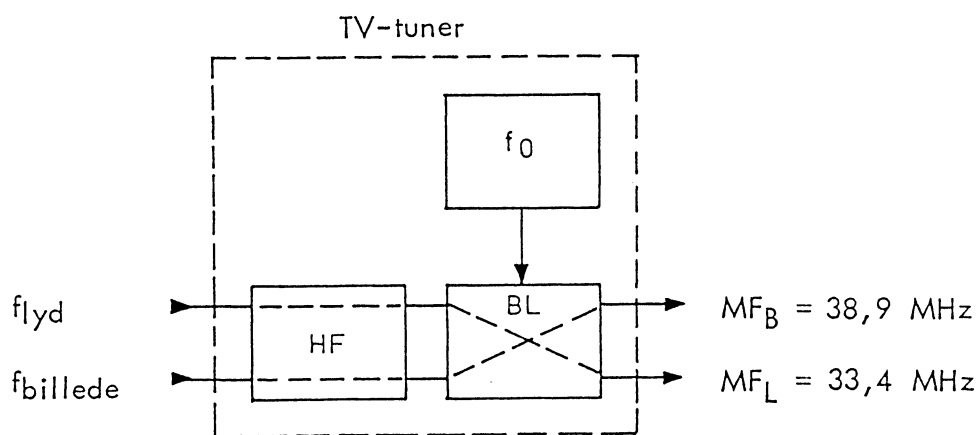 TV-tuner
f0
flyd
HF
BL
MFB = 38,9 MHz
fbillede
MFL = 33,4 MHz